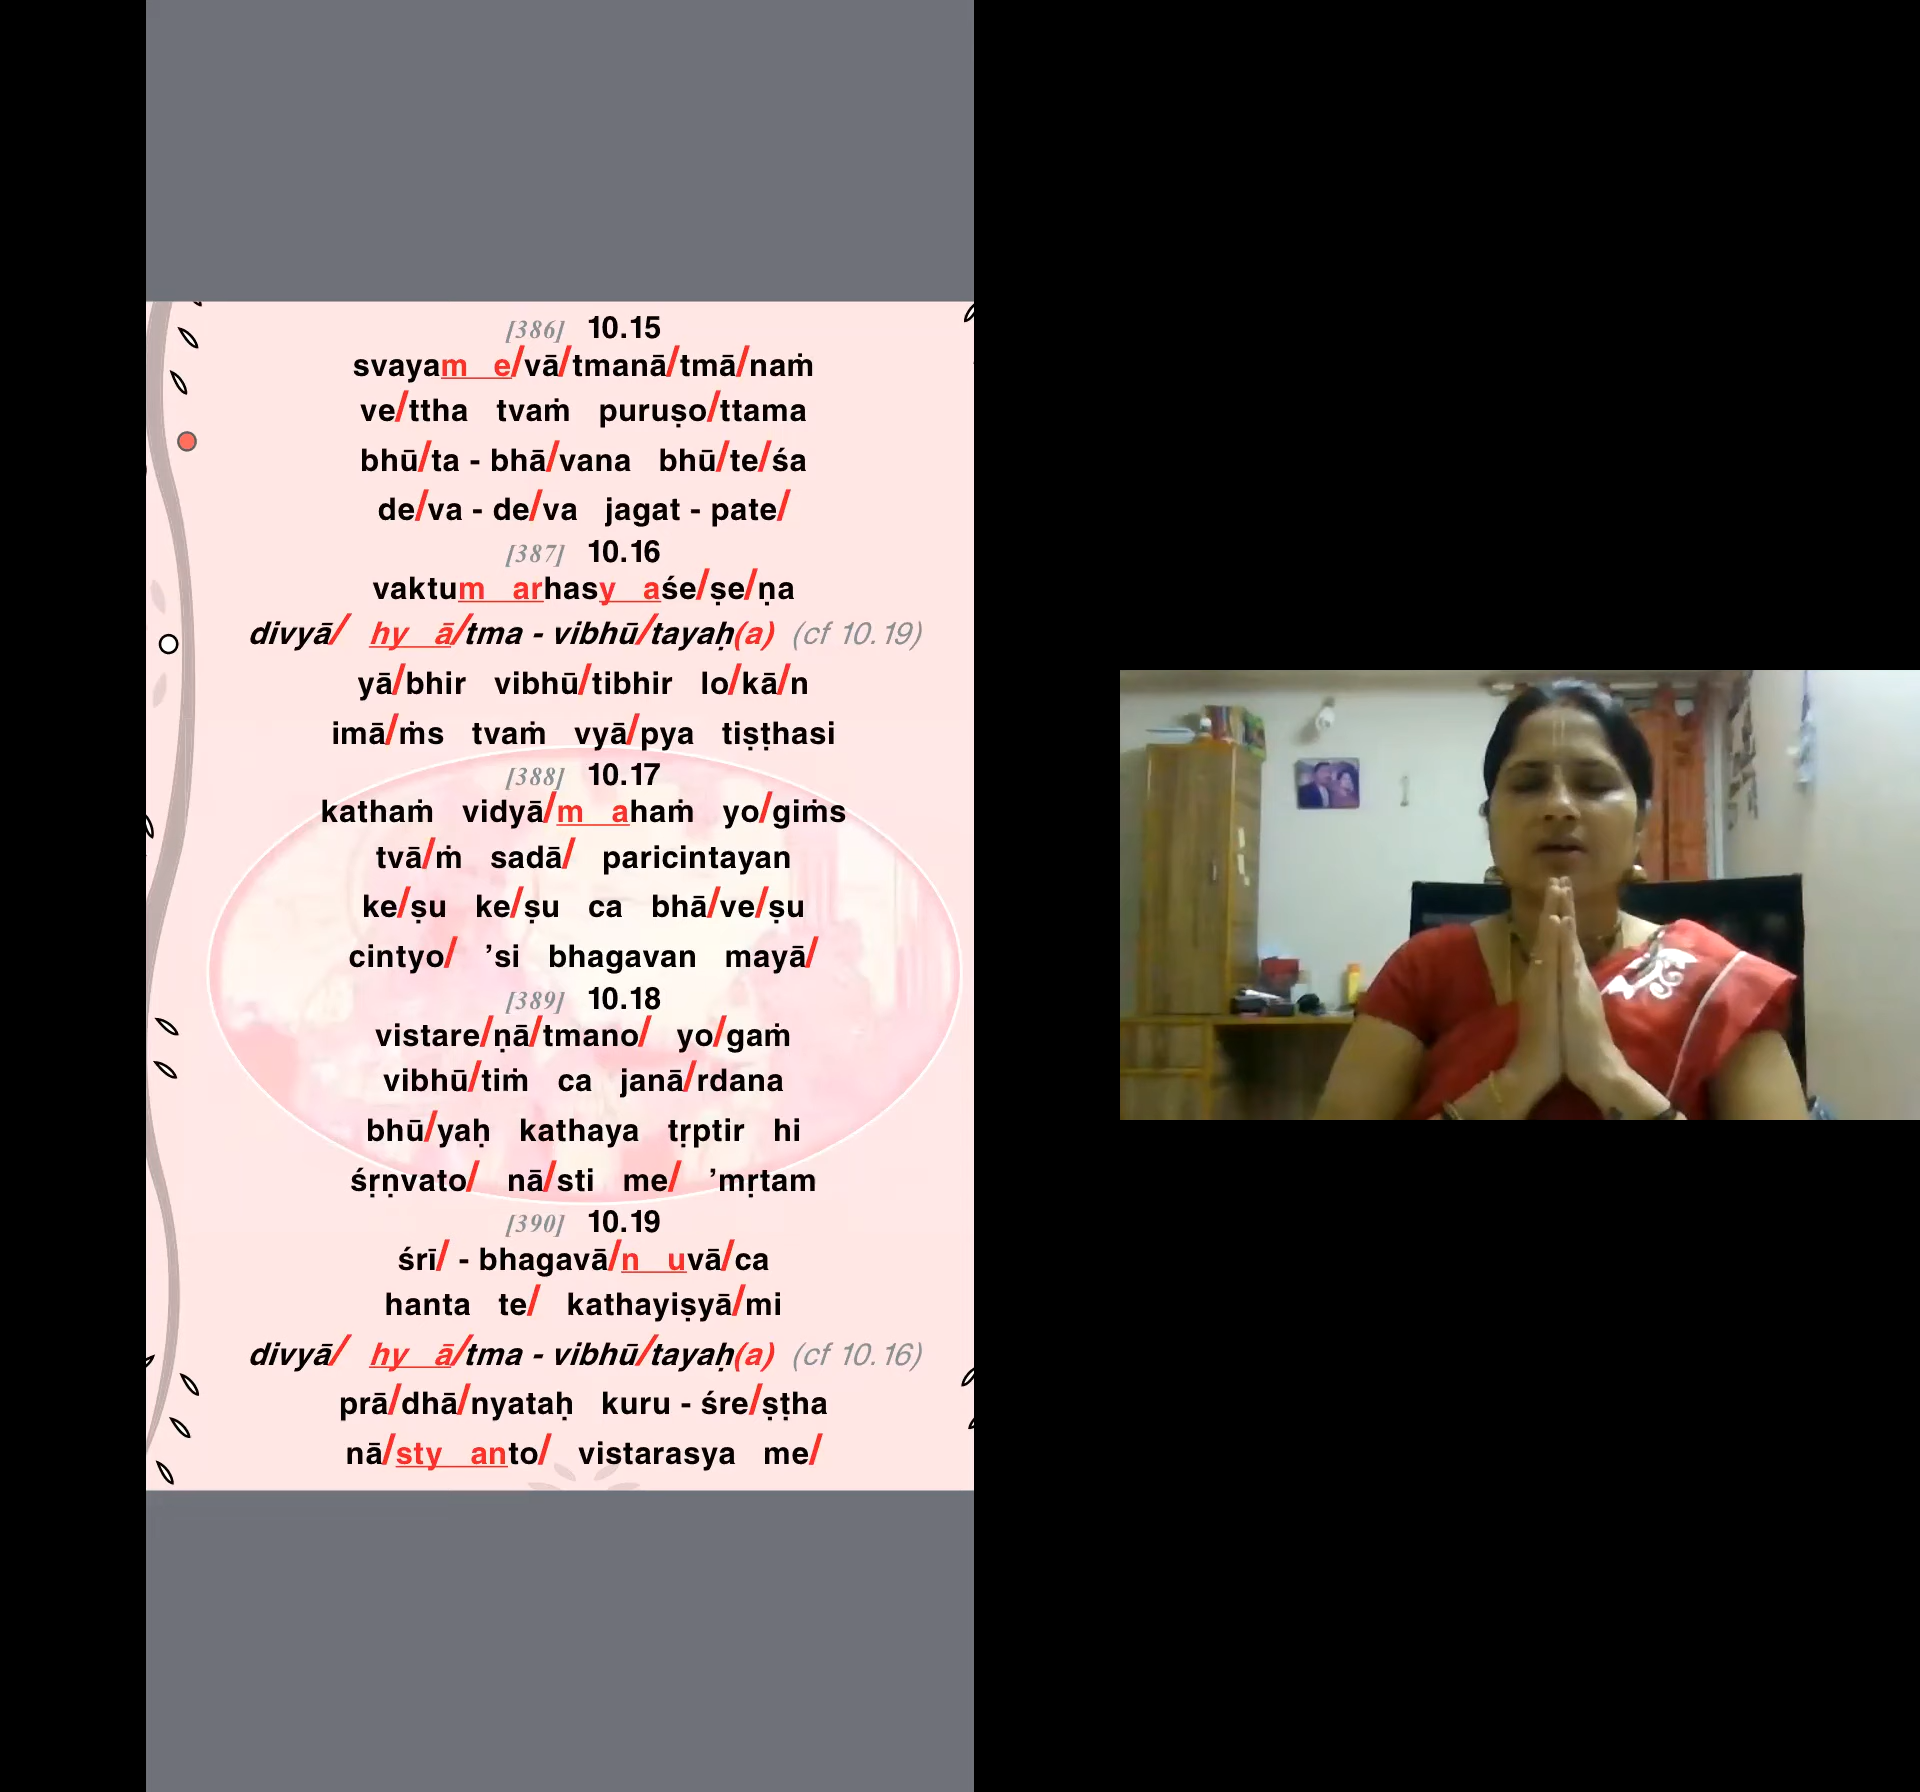 [386] 10.15
svayam e/vā/tmanā/tmā/naṁ
ve/ttha tvaṁ puruṣo/ttama
bhū/ta - bhā/vana bhū/te/śa
de/va - de/va jagat - pate/
[387] 10.16
vaktum arhasy aśe/ṣe/ṇa
divyā/ hy ā/tma - vibhū/tayaḥ(a) (cf 10.19)
yā/bhir vibhū/tibhir lo/kā/n
imā/ṁs tvaṁ vyā/pya tiṣṭhasi
[388] 10.17
kathaṁ vidyā/m ahaṁ yo/giṁs
tvā/ṁ sadā/ paricintayan
ke/ṣu ke/ṣu ca bhā/ve/ṣu
cintyo/ ’si bhagavan mayā/
[389] 10.18
vistare/ṇā/tmano/ yo/gaṁ
vibhū/tiṁ ca janā/rdana
bhū/yaḥ kathaya tṛptir hi
śṛṇvato/ nā/sti me/ ’mṛtam
[390] 10.19
śrī/ - bhagavā/n uvā/ca
hanta te/ kathayiṣyā/mi
divyā/ hy ā/tma - vibhū/tayaḥ(a) (cf 10.16)
prā/dhā/nyataḥ kuru - śre/ṣṭha
nā/sty anto/ vistarasya me/